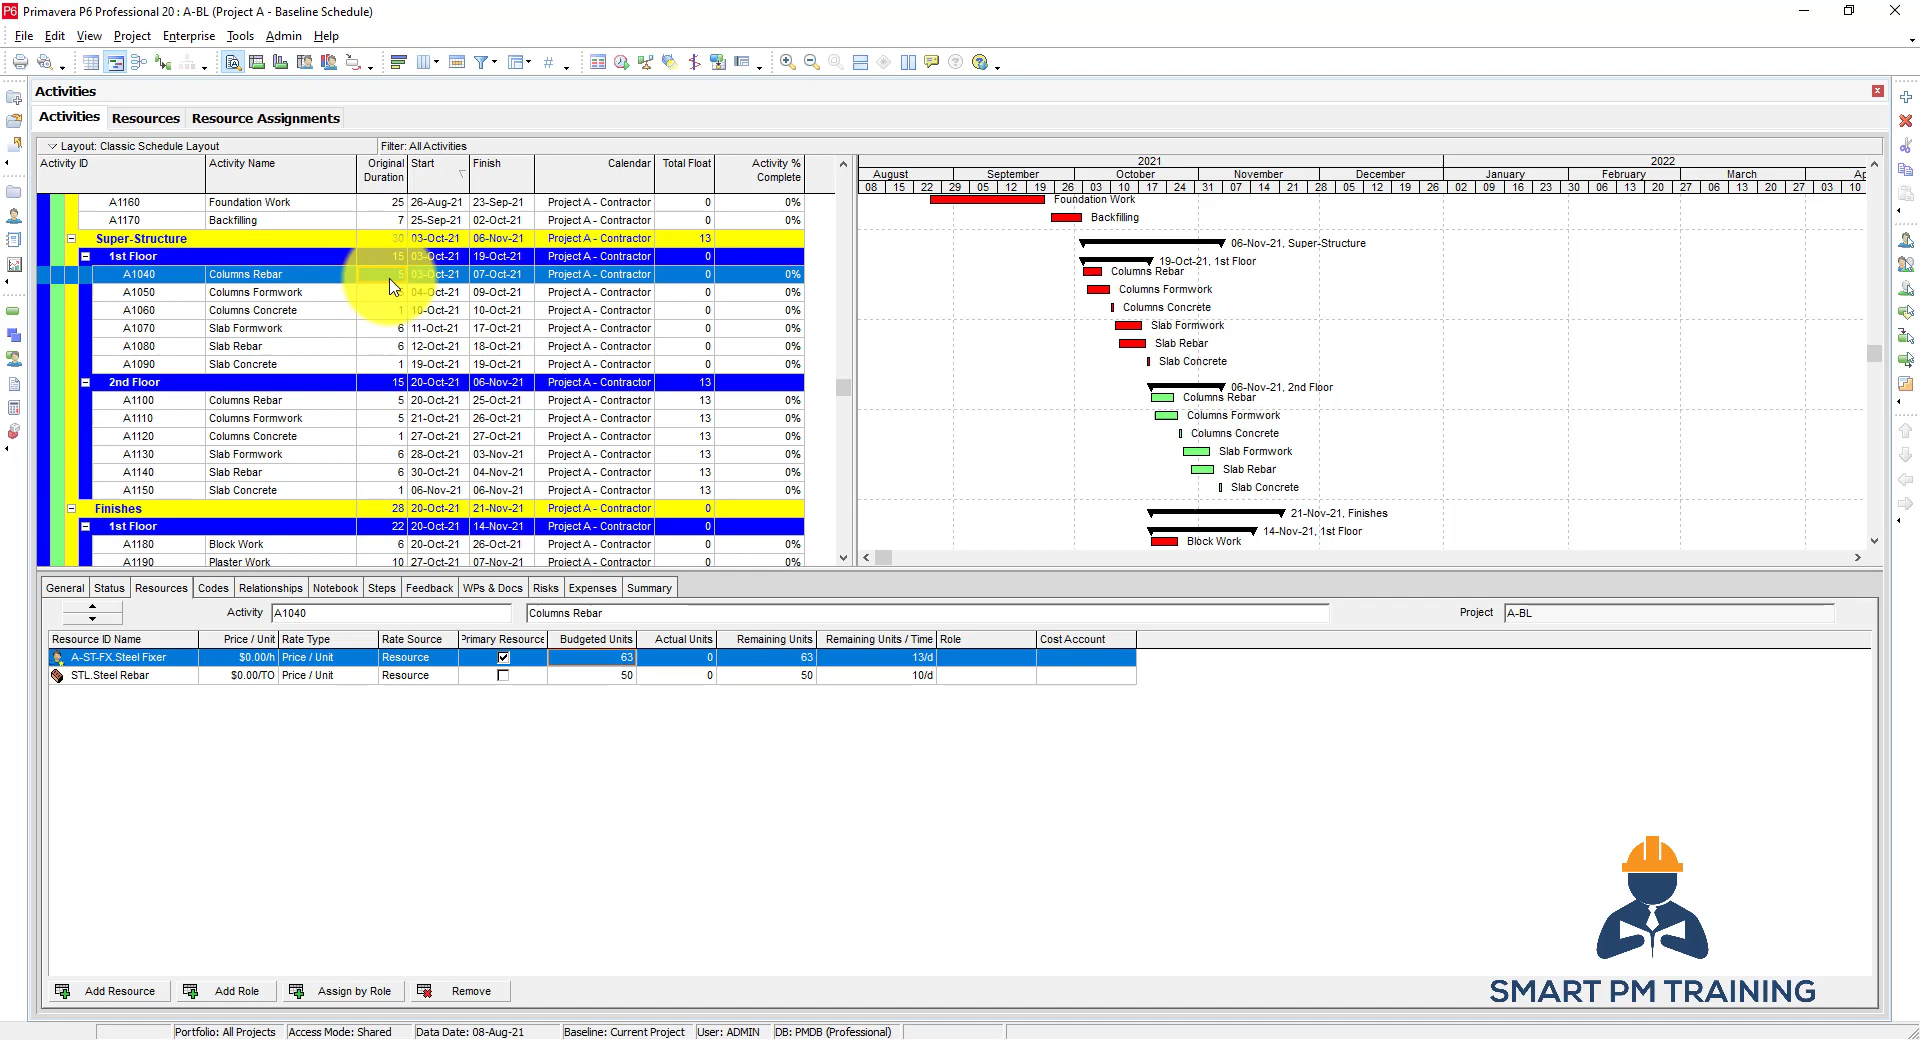 Primavera P6 Professional 20 : A-BL (Project A - Baseline Schedule)
File Edit View Project Enterprise Tools Admin Help
Activities
Activities Resources Resource Assignments
Layout: Classic Schedule Layout Filter: All Activities
Activity ID Activity Name Original Duration Start Finish Calendar Total Float Activity % Complete
A1160 Foundation Work 25 26-Aug-21 23-Sep-21 Project A - Contractor 0 0%
A1170 Backfilling 7 25-Sep-21 02-Oct-21 Project A - Contractor 0 0%
Super-Structure 30 03-Oct-21 06-Nov-21 Project A - Contractor 13
1st Floor 15 03-Oct-21 19-Oct-21 Project A - Contractor 0
A1040 Columns Rebar 5 03-Oct-21 07-Oct-21 Project A - Contractor 0 0%
A1050 Columns Formwork 04-Oct-21 09-Oct-21 Project A - Contractor 0 0%
A1060 Columns Concrete 1 10-Oct-21 10-Oct-21 Project A - Contractor 0 0%
A1070 Slab Formwork 6 11-Oct-21 17-Oct-21 Project A - Contractor 0 0%
A1080 Slab Rebar 6 12-Oct-21 18-Oct-21 Project A - Contractor 0 0%
A1090 Slab Concrete 1 19-Oct-21 19-Oct-21 Project A - Contractor 0 0%
2nd Floor 15 20-Oct-21 06-Nov-21 Project A - Contractor 13
A1100 Columns Rebar 5 20-Oct-21 25-Oct-21 Project A - Contractor 13 0%
A1110 Columns Formwork 5 21-Oct-21 26-Oct-21 Project A - Contractor 13 0%
A1120 Columns Concrete 1 27-Oct-21 27-Oct-21 Project A - Contractor 13 0%
A1130 Slab Formwork 6 28-Oct-21 03-Nov-21 Project A - Contractor 13 0%
A1140 Slab Rebar 6 30-Oct-21 04-Nov-21 Project A - Contractor 13 0%
A1150 Slab Concrete 1 06-Nov-21 06-Nov-21 Project A - Contractor 13 0%
Finishes 28 20-Oct-21 21-Nov-21 Project A - Contractor 0
1st Floor 22 20-Oct-21 14-Nov-21 Project A - Contractor 0
A1180 Block Work 6 20-Oct-21 26-Oct-21 Project A - Contractor 0 0%
A1190 Plaster Work 10 27-Oct-21 07-Nov-21 Project A - Contractor 0 0%
2021 2022
August September October November December January February March Ap
08 15 22 29 05 12 19 26 03 10 17 24 31 07 14 21 28 05 12 19 26 02 09 16 23 30 06 13 20 27 06 13 20 27 03 10
Foundation Work
Backfilling
06-Nov-21, Super-Structure
19-Oct-21, 1st Floor
Columns Rebar
Columns Formwork
Columns Concrete
Slab Formwork
Slab Rebar
Slab Concrete
06-Nov-21, 2nd Floor
Columns Rebar
Columns Formwork
Columns Concrete
Slab Formwork
Slab Rebar
Slab Concrete
21-Nov-21, Finishes
14-Nov-21, 1st Floor
Block Work
General Status Resources Codes Relationships Notebook Steps Feedback WPs & Docs Risks Expenses Summary
Activity A1040 Columns Rebar Project A-BL
Resource ID Name Price / Unit Rate Type Rate Source Primary Resource Budgeted Units Actual Units Remaining Units Remaining Units / Time Role Cost Account
A-ST-FX.Steel Fixer $0.00/h Price / Unit Resource 63 0 63 13/d
STL.Steel Rebar $0.00/TO Price / Unit Resource 50 0 50 10/d
SMART PM TRAINING
Add Resource Add Role Assign by Role Remove
Portfolio: All Projects Access Mode: Shared Data Date: 08-Aug-21 Baseline: Current Project User: ADMIN DB: PMDB (Professional)